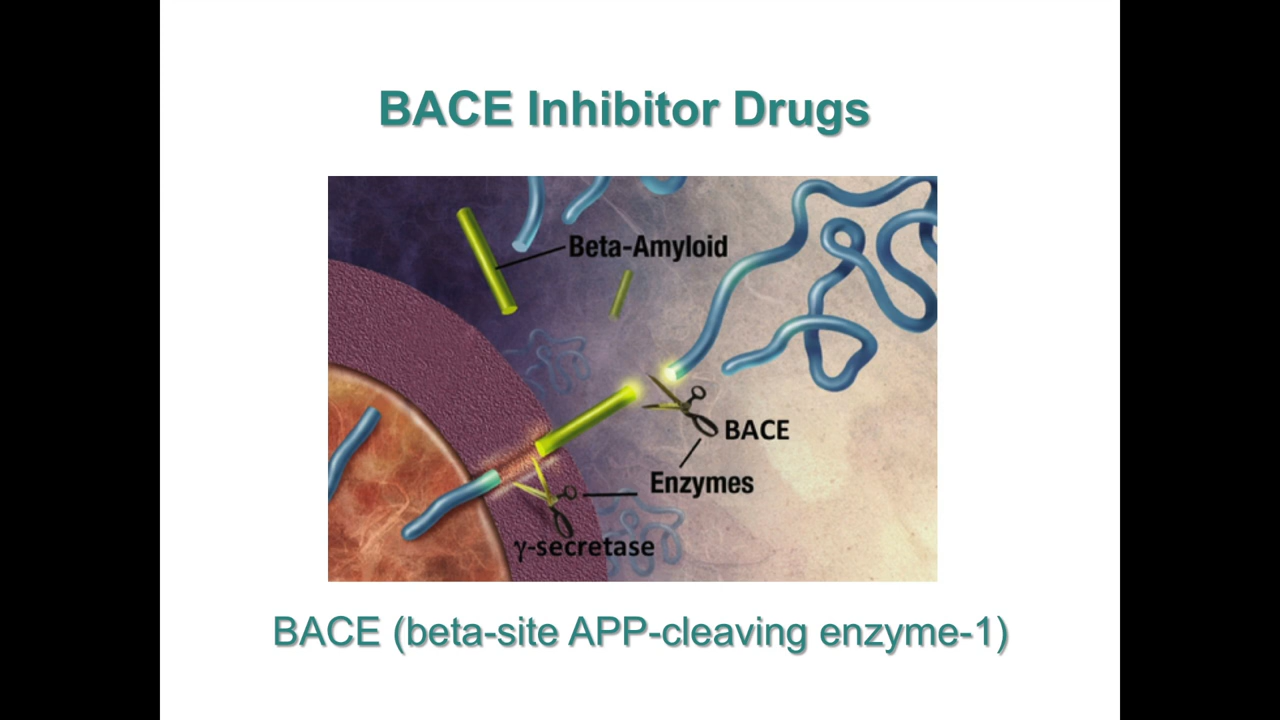 BACE Inhibitor Drugs
Beta-Amyloid
BACE
Enzymes
γ-secretase
BACE (beta-site APP-cleaving enzyme-1)